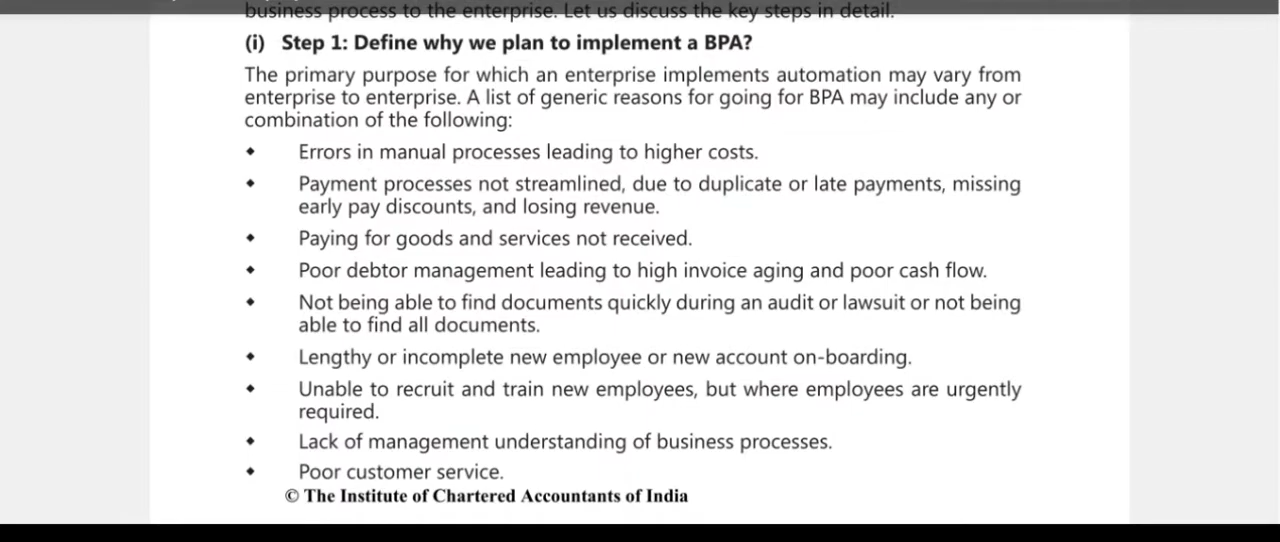 business process to the enterprise. Let us discuss the key steps in detail.
(i) Step 1: Define why we plan to implement a BPA?
The primary purpose for which an enterprise implements automation may vary from
enterprise to enterprise. A list of generic reasons for going for BPA may include any or
combination of the following:
• Errors in manual processes leading to higher costs.
• Payment processes not streamlined, due to duplicate or late payments, missing
early pay discounts, and losing revenue.
• Paying for goods and services not received.
• Poor debtor management leading to high invoice aging and poor cash flow.
• Not being able to find documents quickly during an audit or lawsuit or not being
able to find all documents.
• Lengthy or incomplete new employee or new account on-boarding.
• Unable to recruit and train new employees, but where employees are urgently
required.
• Lack of management understanding of business processes.
• Poor customer service.
© The Institute of Chartered Accountants of India